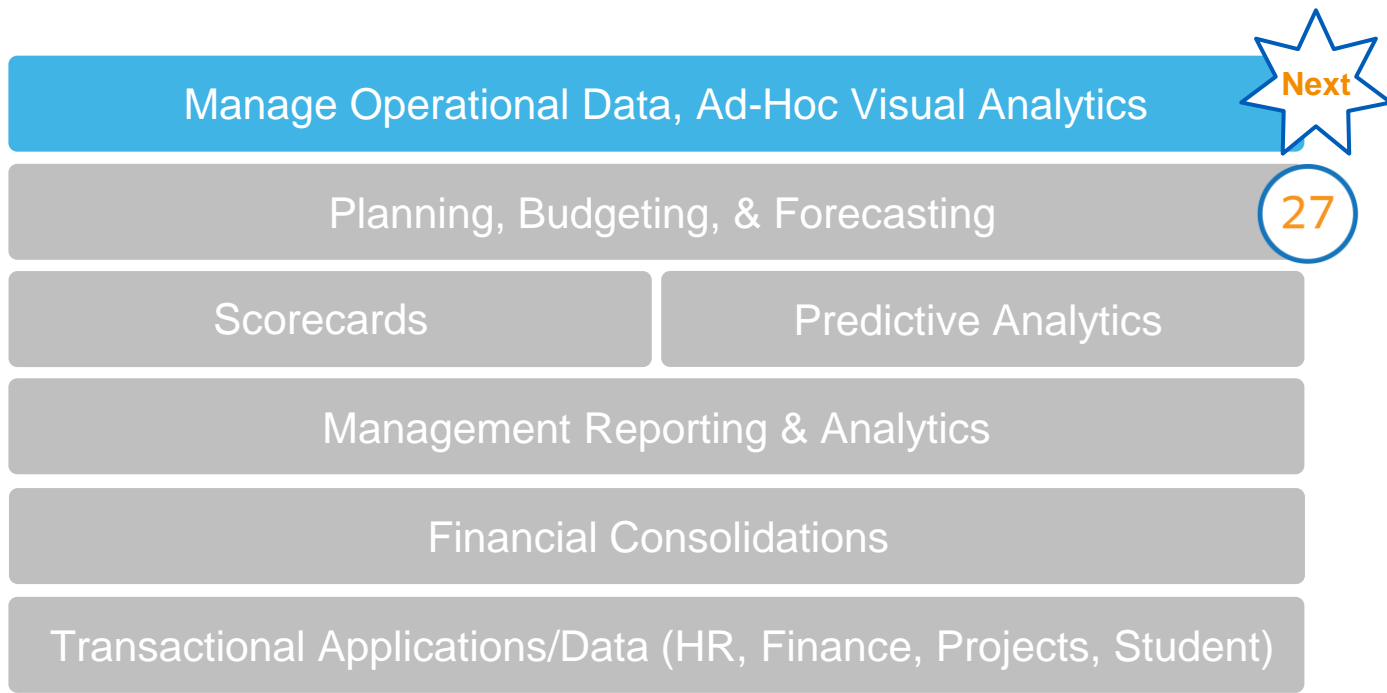 Next
Manage Operational Data, Ad-Hoc Visual Analytics
Planning, Budgeting, & Forecasting
27
Scorecards
Predictive Analytics
Management Reporting & Analytics
Financial Consolidations
Transactional Applications/Data (HR, Finance, Projects, Student)